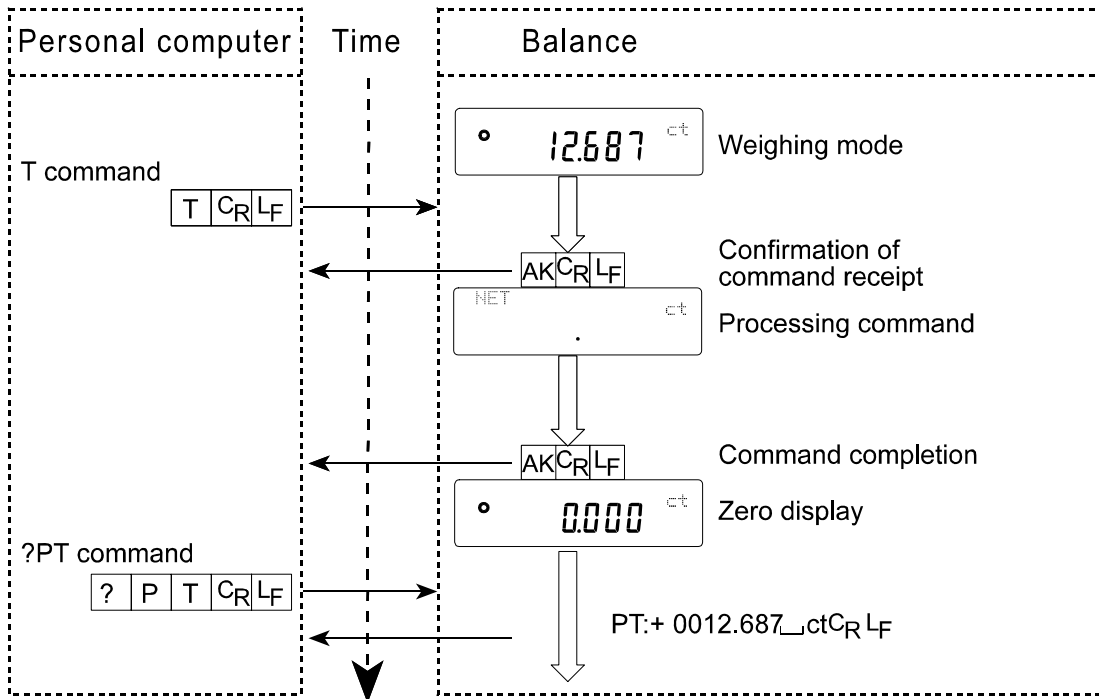 Personal computer
Time
Balance
12.687 ct
Weighing mode
T command
T CR LF
Confirmation of
command receipt
AK CR LF
NET
ct
.
Processing command
AK CR LF
Command completion
0.000 ct
Zero display
?PT command
? P T CR LF
PT:+ 0012.687␣ctCR LF